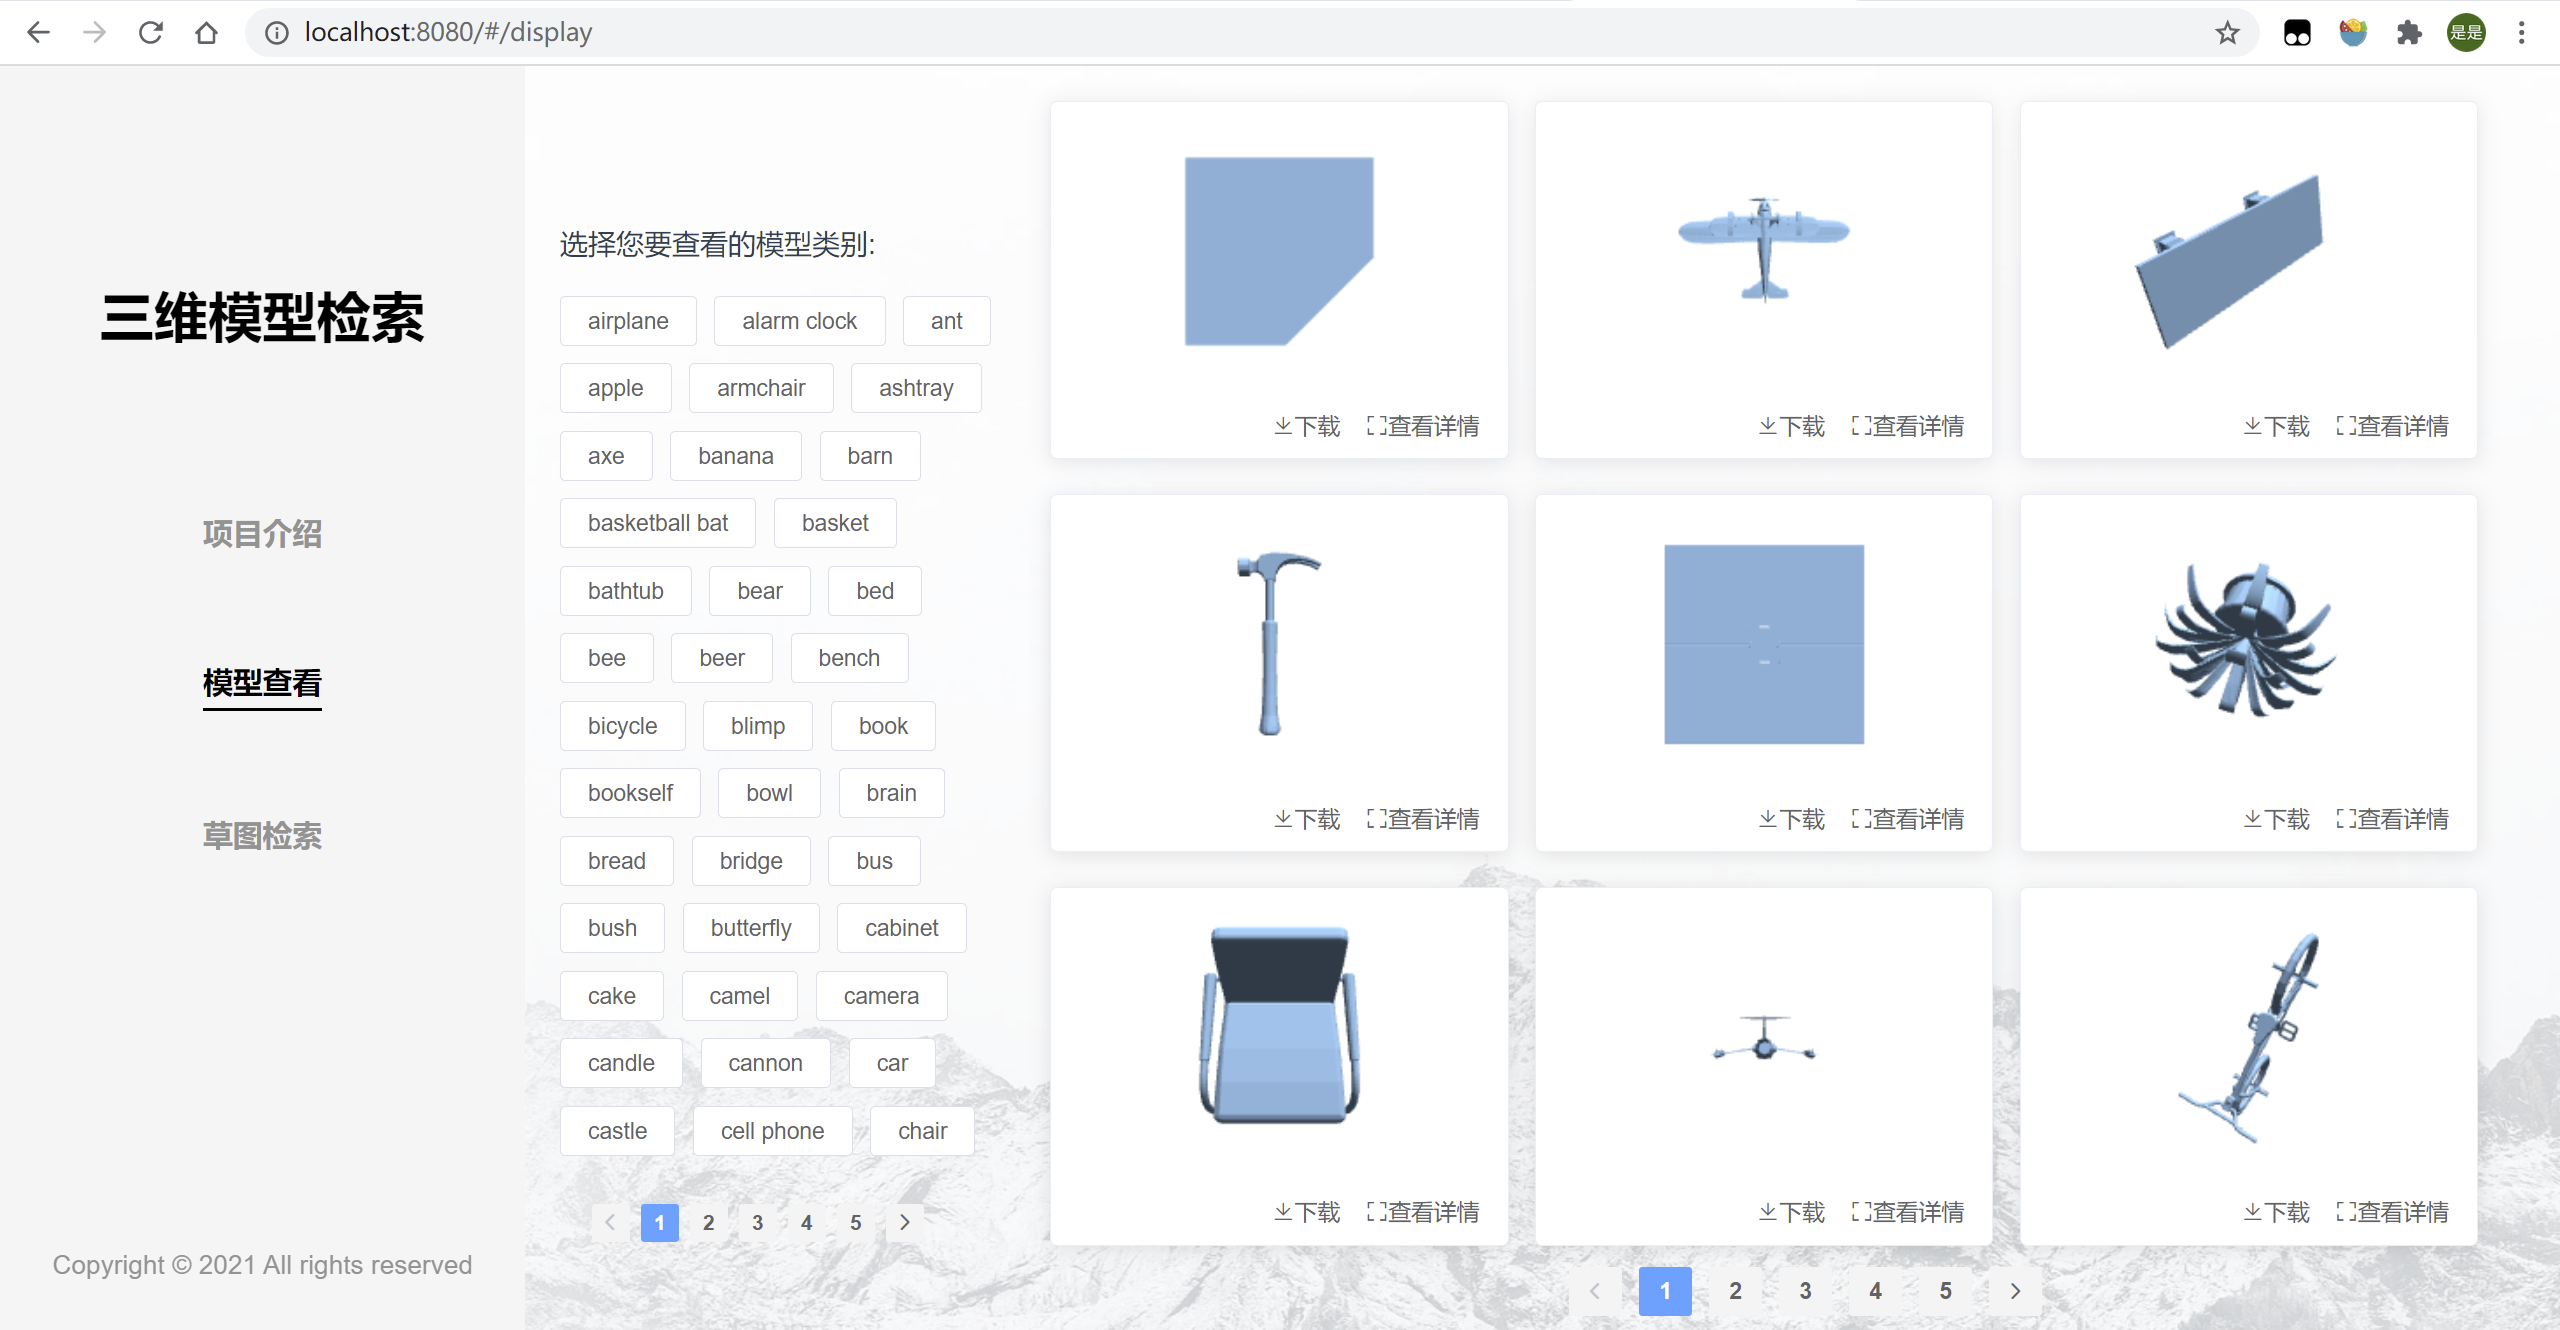 localhost:8080/#/display
是是
三维模型检索
项目介绍
模型查看
草图检索
Copyright © 2021 All rights reserved
选择您要查看的模型类别:
airplane alarm clock ant
apple armchair ashtray
axe banana barn
basketball bat basket
bathtub bear bed
bee beer bench
bicycle blimp book
bookself bowl brain
bread bridge bus
bush butterfly cabinet
cake camel camera
candle cannon car
castle cell phone chair
1 2 3 4 5
下载 查看详情 下载 查看详情 下载 查看详情
下载 查看详情 下载 查看详情 下载 查看详情
下载 查看详情 下载 查看详情 下载 查看详情
1 2 3 4 5